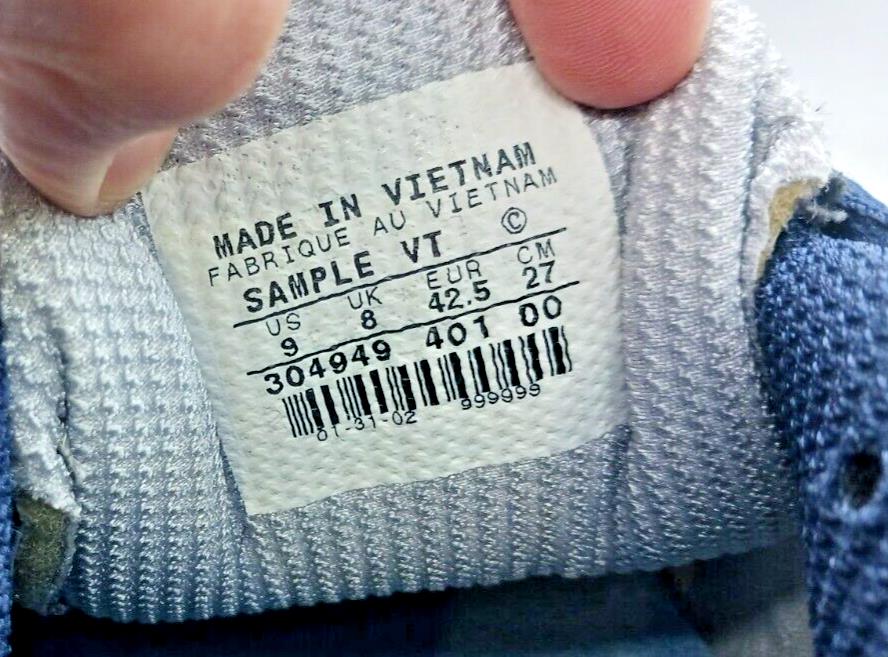 MADE IN VIETNAM
FABRIQUE AU VIETNAM
SAMPLE VT ©
US UK EUR CM
9 8 42.5 27
304949 401 00
01-31-02 999999